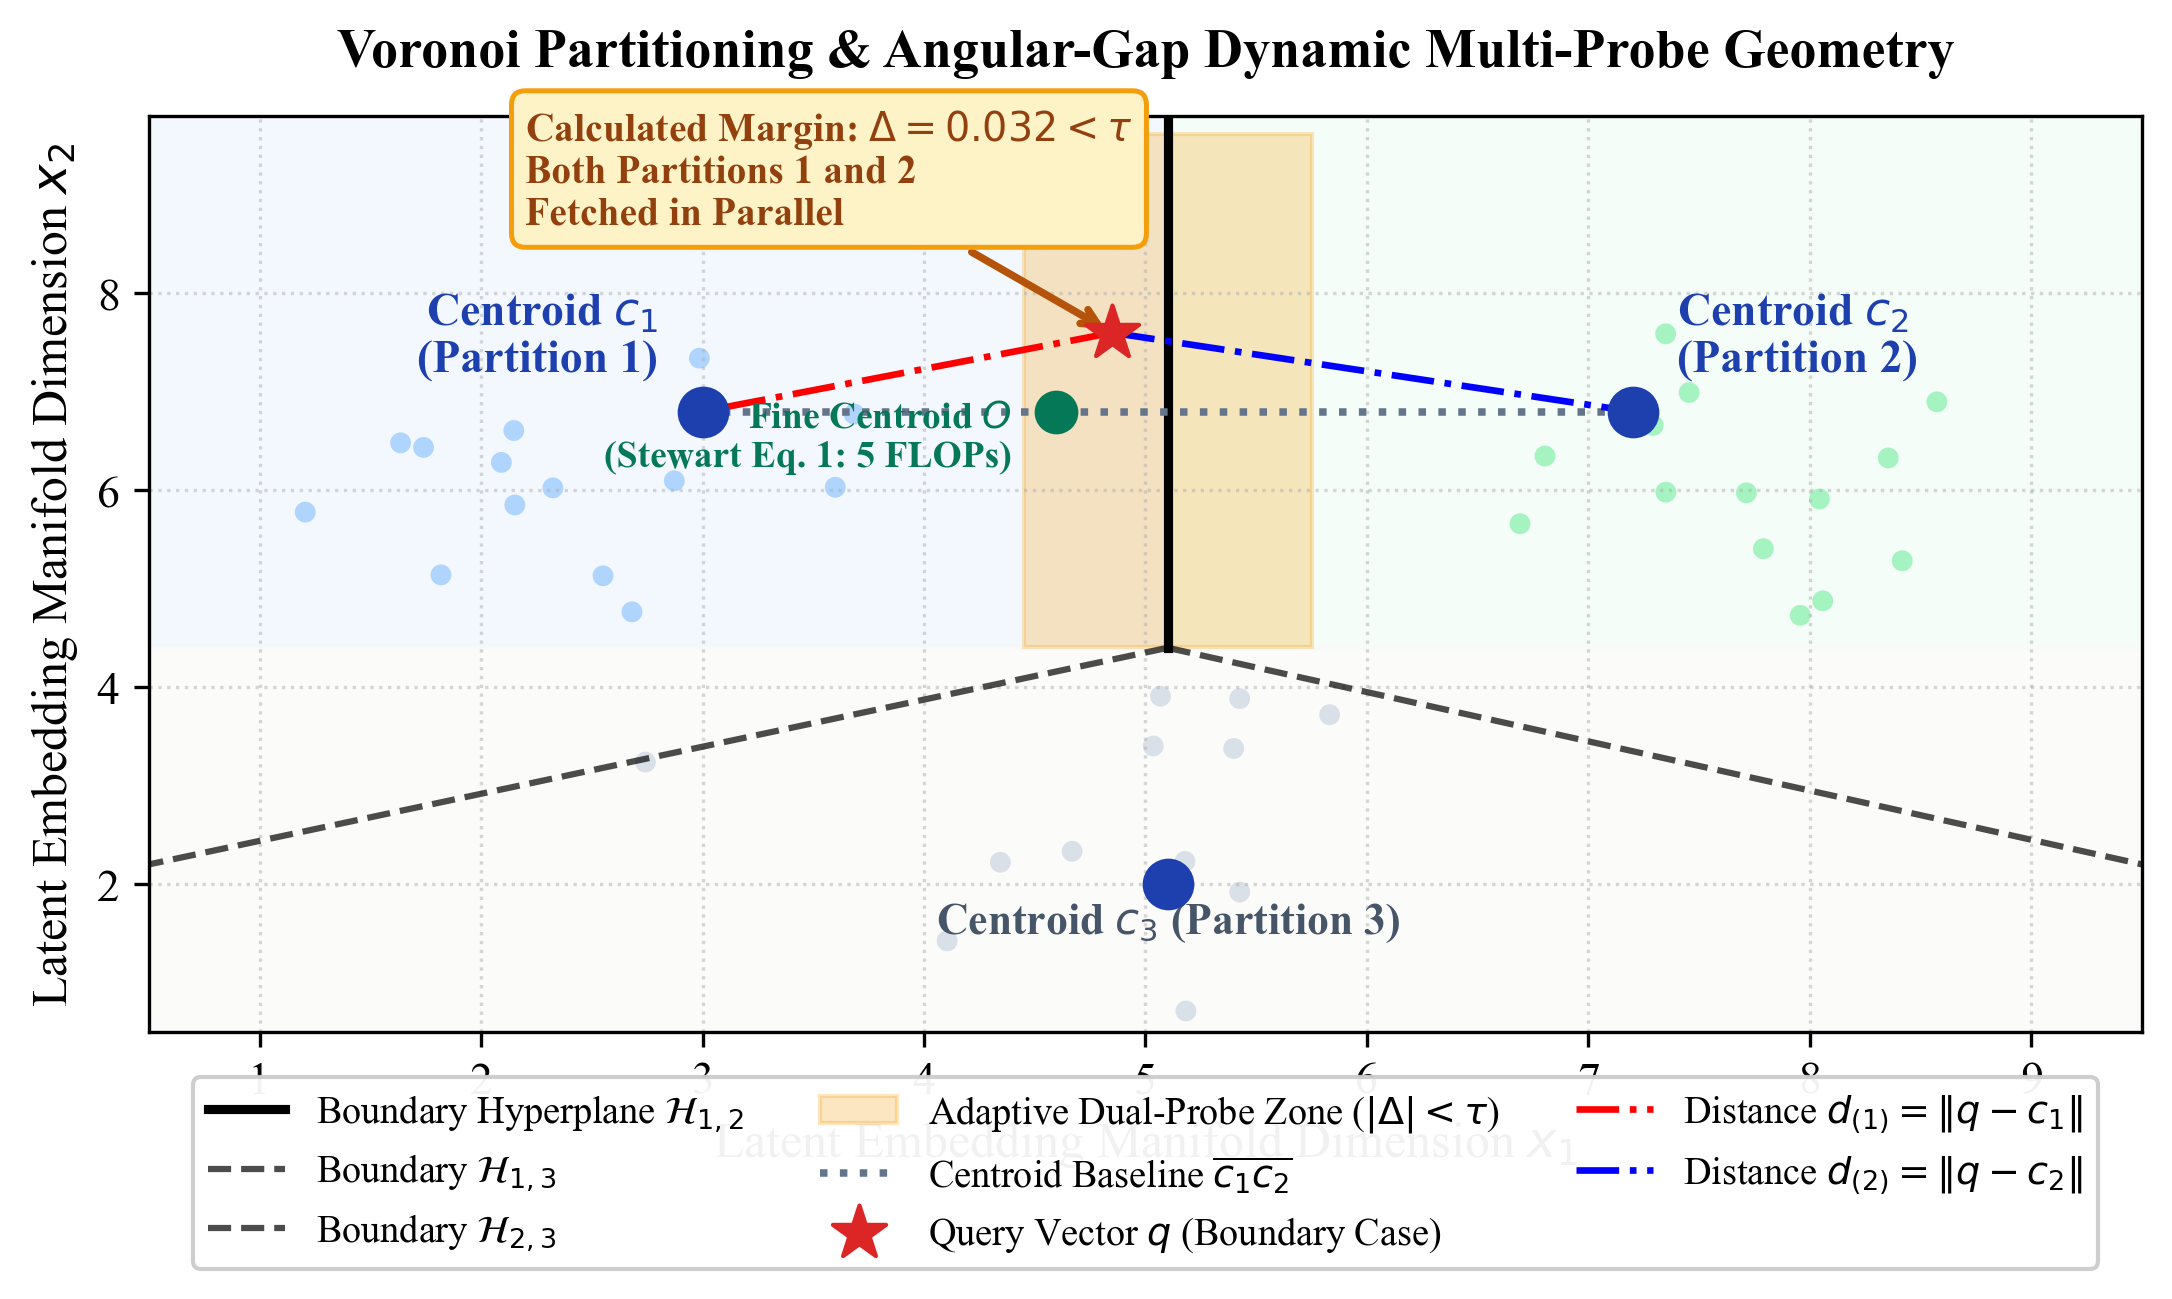 Voronoi Partitioning & Angular-Gap Dynamic Multi-Probe Geometry
Calculated Margin: Δ = 0.032 < τ
Both Partitions 1 and 2
Fetched in Parallel
Latent Embedding Manifold Dimension x₂
8
6
4
2
Centroid c₁
(Partition 1)
Centroid c₂
(Partition 2)
Fine Centroid O
(Stewart Eq. 1: 5 FLOPs)
Centroid c₃ (Partition 3)
1 2 3 4 5 6 7 8 9
Latent Embedding Manifold Dimension x₁
Boundary Hyperplane ℋ₁,₂
Boundary ℋ₁,₃
Boundary ℋ₂,₃
Adaptive Dual-Probe Zone (|Δ| < τ)
Centroid Baseline c̅₁c̅₂
Query Vector q (Boundary Case)
Distance d₍₁₎ = ‖q − c₁‖
Distance d₍₂₎ = ‖q − c₂‖